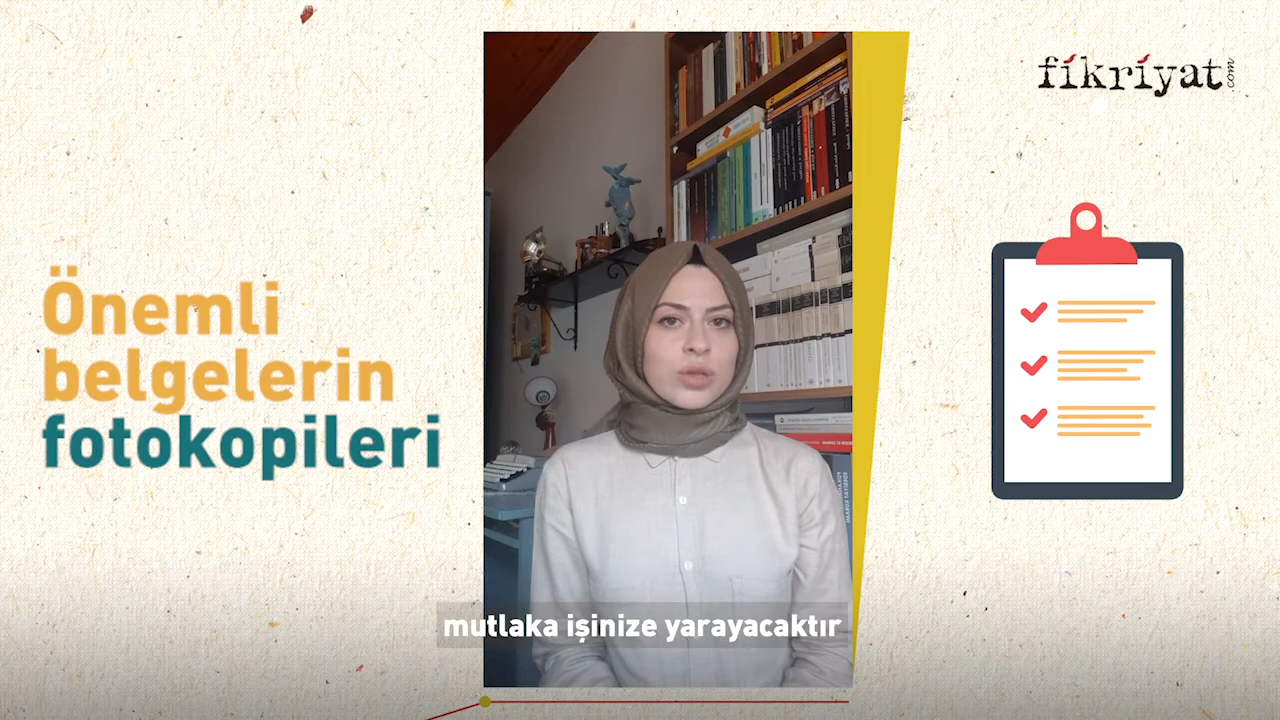 fikriyat.com
Önemli
belgelerin
fotokopileri
mutlaka işinize yarayacaktır